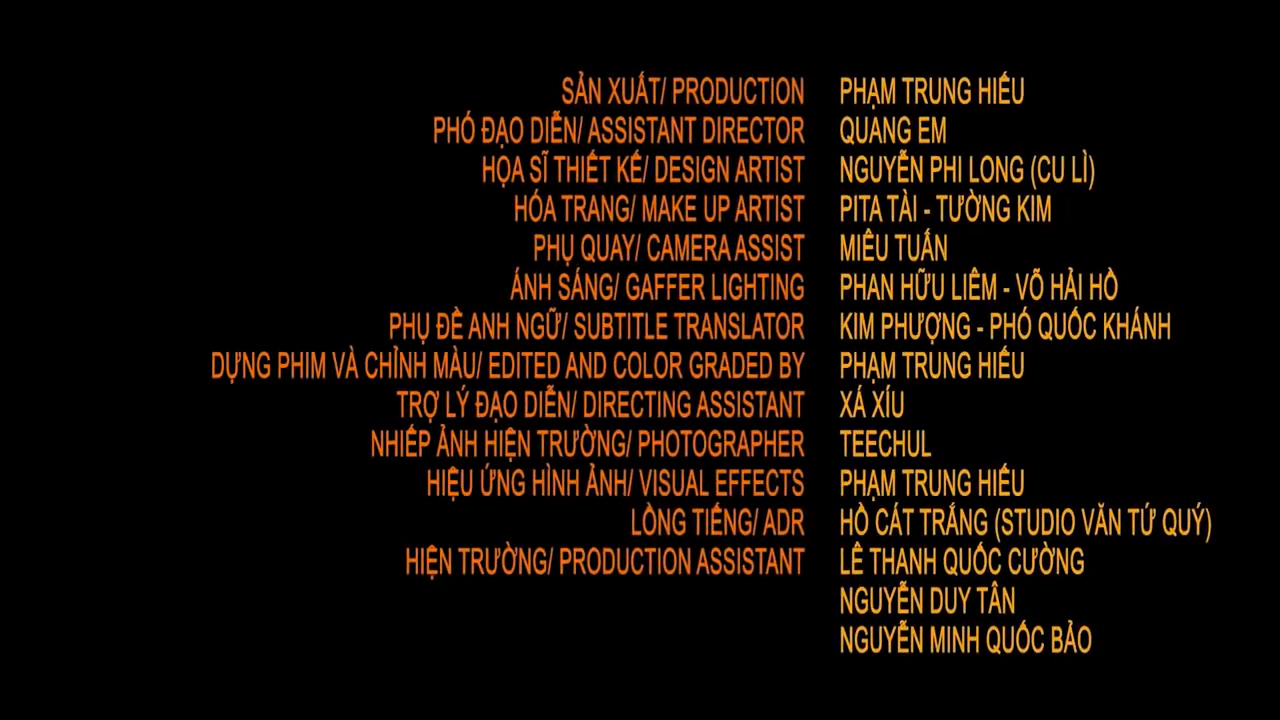 SẢN XUẤT/ PRODUCTION PHẠM TRUNG HIẾU
PHÓ ĐẠO DIỄN/ ASSISTANT DIRECTOR QUANG EM
HỌA SĨ THIẾT KẾ/ DESIGN ARTIST NGUYỄN PHI LONG (CU LÌ)
HÓA TRANG/ MAKE UP ARTIST PITA TÀI - TƯỜNG KIM
PHỤ QUAY/ CAMERA ASSIST MIÊU TUẤN
ÁNH SÁNG/ GAFFER LIGHTING PHAN HỮU LIÊM - VÕ HẢI HỒ
PHỤ ĐỀ ANH NGỮ/ SUBTITLE TRANSLATOR KIM PHƯỢNG - PHÓ QUỐC KHÁNH
DỰNG PHIM VÀ CHỈNH MÀU/ EDITED AND COLOR GRADED BY PHẠM TRUNG HIẾU
TRỢ LÝ ĐẠO DIỄN/ DIRECTING ASSISTANT XÁ XÍU
NHIẾP ẢNH HIỆN TRƯỜNG/ PHOTOGRAPHER TEECHUL
HIỆU ỨNG HÌNH ẢNH/ VISUAL EFFECTS PHẠM TRUNG HIẾU
LỒNG TIẾNG/ ADR HỒ CÁT TRẮNG (STUDIO VĂN TỨ QUÝ)
HIỆN TRƯỜNG/ PRODUCTION ASSISTANT LÊ THANH QUỐC CƯỜNG
NGUYỄN DUY TÂN
NGUYỄN MINH QUỐC BẢO